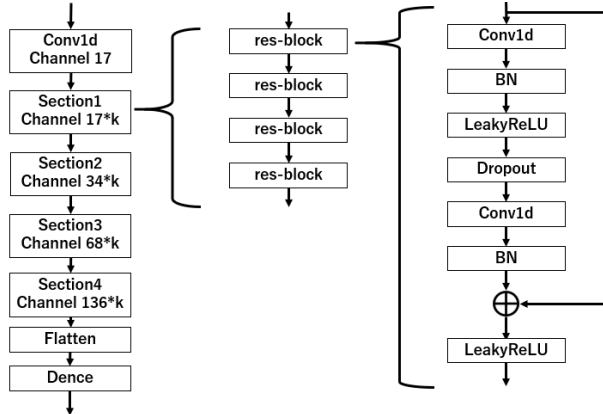 Conv1d
Channel 17
Section1
Channel 17*k
Section2
Channel 34*k
Section3
Channel 68*k
Section4
Channel 136*k
Flatten
Dence
res-block
res-block
res-block
res-block
Conv1d
BN
LeakyReLU
Dropout
Conv1d
BN
LeakyReLU